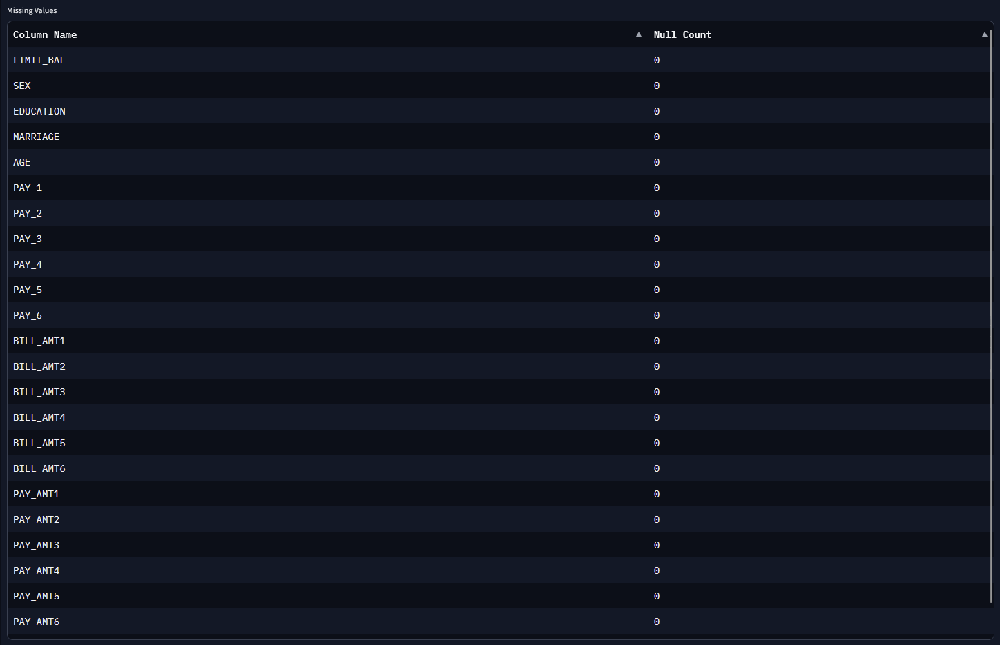 Missing Values
Column Name ▲ Null Count ▲
LIMIT_BAL 0
SEX 0
EDUCATION 0
MARRIAGE 0
AGE 0
PAY_1 0
PAY_2 0
PAY_3 0
PAY_4 0
PAY_5 0
PAY_6 0
BILL_AMT1 0
BILL_AMT2 0
BILL_AMT3 0
BILL_AMT4 0
BILL_AMT5 0
BILL_AMT6 0
PAY_AMT1 0
PAY_AMT2 0
PAY_AMT3 0
PAY_AMT4 0
PAY_AMT5 0
PAY_AMT6 0